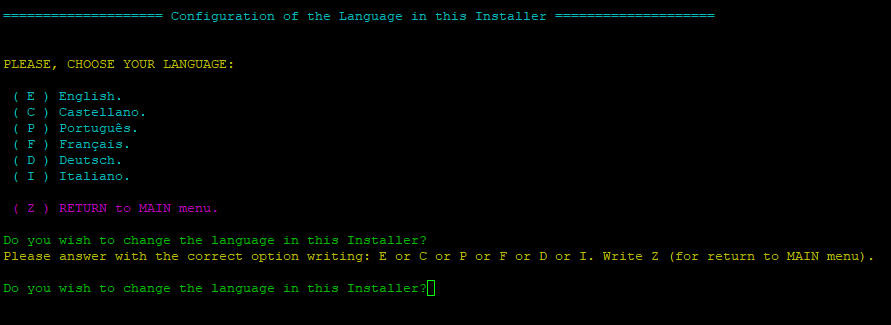 ==================== Configuration of the Language in this Installer ====================
PLEASE, CHOOSE YOUR LANGUAGE:
( E ) English.
( C ) Castellano.
( P ) Português.
( F ) Français.
( D ) Deutsch.
( I ) Italiano.
( Z ) RETURN to MAIN menu.
Do you wish to change the language in this Installer?
Please answer with the correct option writing: E or C or P or F or D or I. Write Z (for return to MAIN menu).
Do you wish to change the language in this Installer?